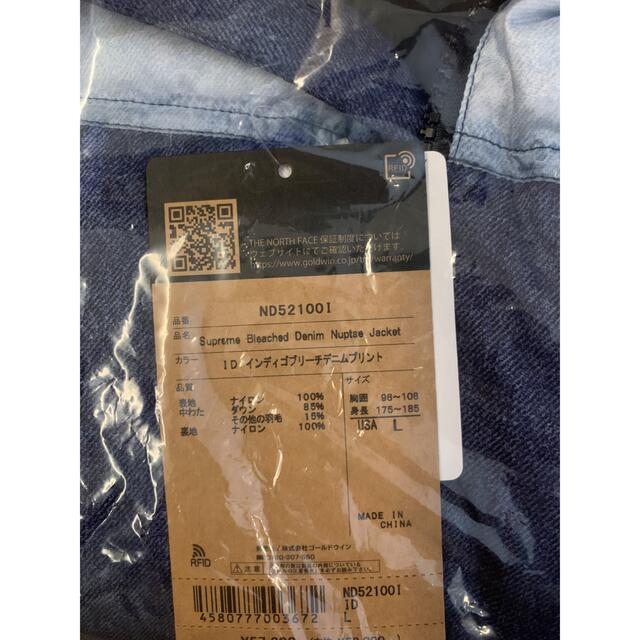 RFID
THE NORTH FACE 保証制度については
ウェブサイトにてご確認いただけます。
https://www.goldwin.co.jp/tnf/warranty/
品番 ND52100I
品名 Supreme Bleached Denim Nuptse Jacket
カラー ID インディゴブリーチデニムプリント
品質
サイズ
表地 ナイロン 100%
中わた ダウン 85%
その他の羽毛 15%
裏地 ナイロン 100%
胸囲 98~106
身長 175~185
USA L
MADE IN
CHINA
株式会社ゴールドウイン
RFID
注意
4580777003672
ND52100I
ID
L